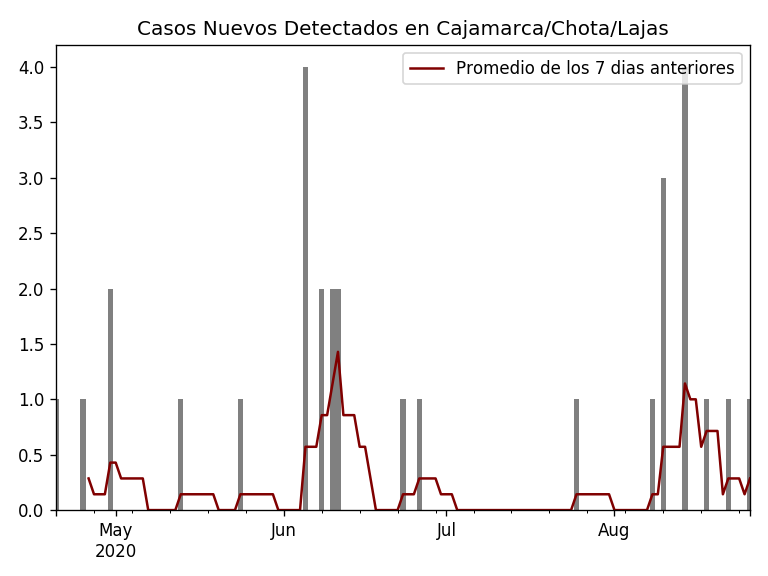 Casos Nuevos Detectados en Cajamarca/Chota/Lajas
Promedio de los 7 dias anteriores
4.0
3.5
3.0
2.5
2.0
1.5
1.0
0.5
0.0
May
2020
Jun
Jul
Aug